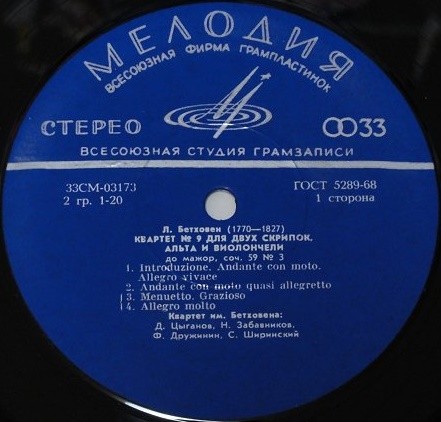 МЕЛОДИЯ
ВСЕСОЮЗНАЯ ФИРМА ГРАМПЛАСТИНОК
СТЕРЕО 33
ВСЕСОЮЗНАЯ СТУДИЯ ГРАМЗАПИСИ
33СМ-03173 ГОСТ 5289-68
2 гр. 1-20 1 сторона
Л. Бетховен (1770—1827)
КВАРТЕТ № 9 ДЛЯ ДВУХ СКРИПОК,
АЛЬТА И ВИОЛОНЧЕЛИ
до мажор, соч. 59 № 3
1. Introduzione. Andante con moto.
Allegro vivace
2. Andante con moto quasi allegretto
3. Menuetto. Grazioso
4. Allegro molto
Квартет им. Бетховена:
Д. Цыганов, Н. Забавников,
Ф. Дружинин, С. Ширинский